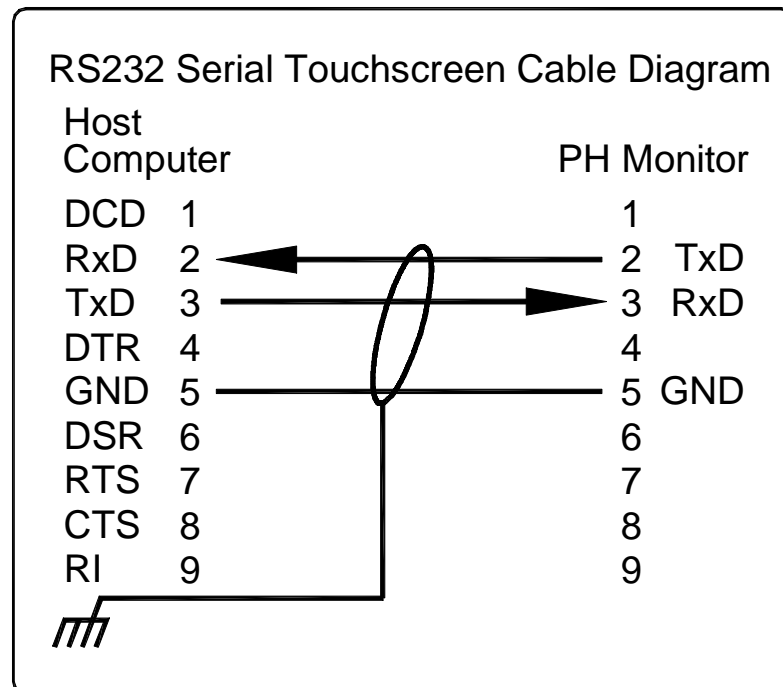 RS232 Serial Touchscreen Cable Diagram
Host
Computer PH Monitor
DCD 1 1
RxD 2 2 TxD
TxD 3 3 RxD
DTR 4 4
GND 5 5 GND
DSR 6 6
RTS 7 7
CTS 8 8
RI 9 9